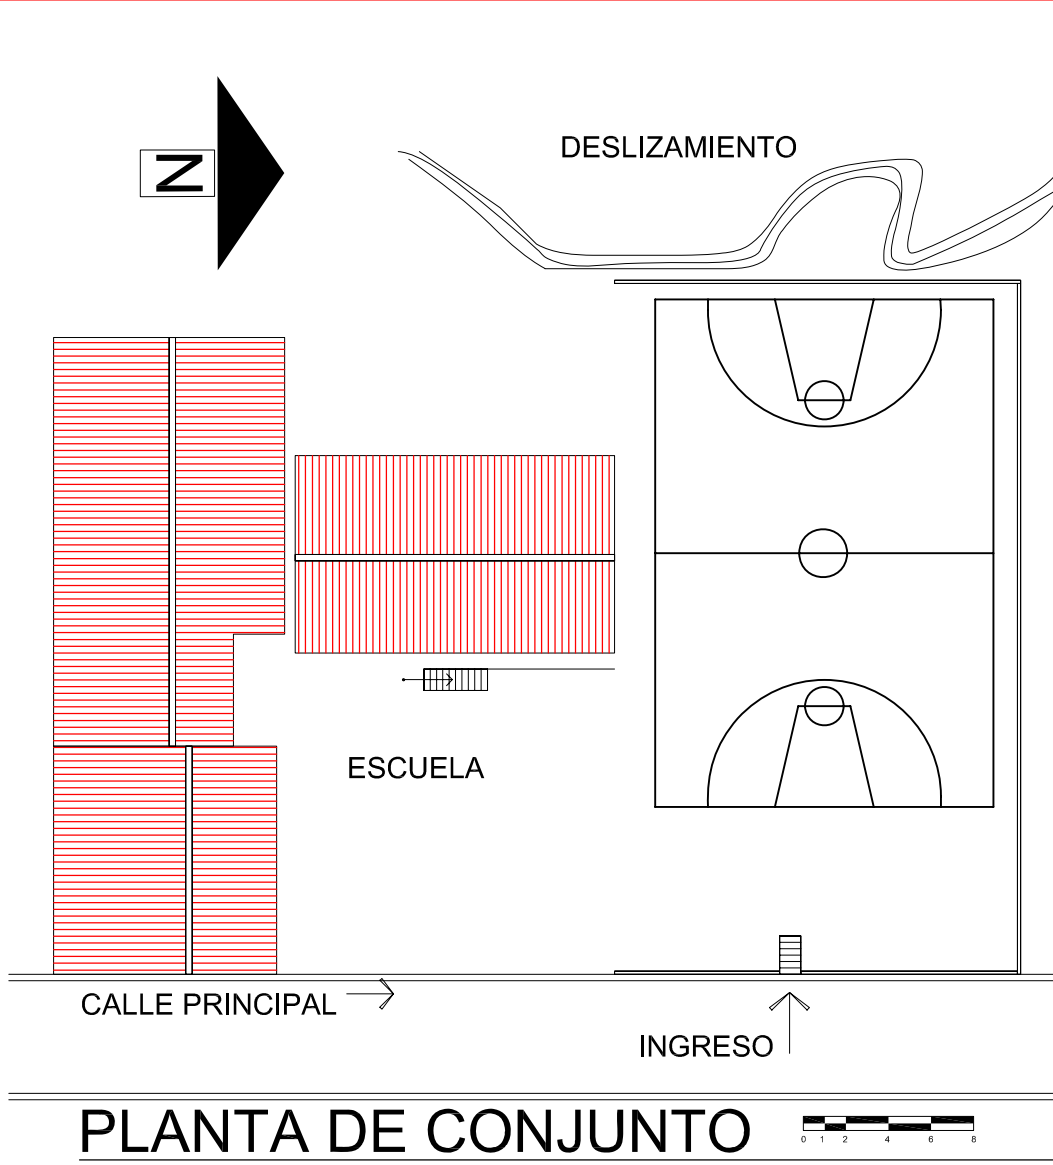 DESLIZAMIENTO
N
ESCUELA
CALLE PRINCIPAL
INGRESO
PLANTA DE CONJUNTO
0 1 2 4 6 8